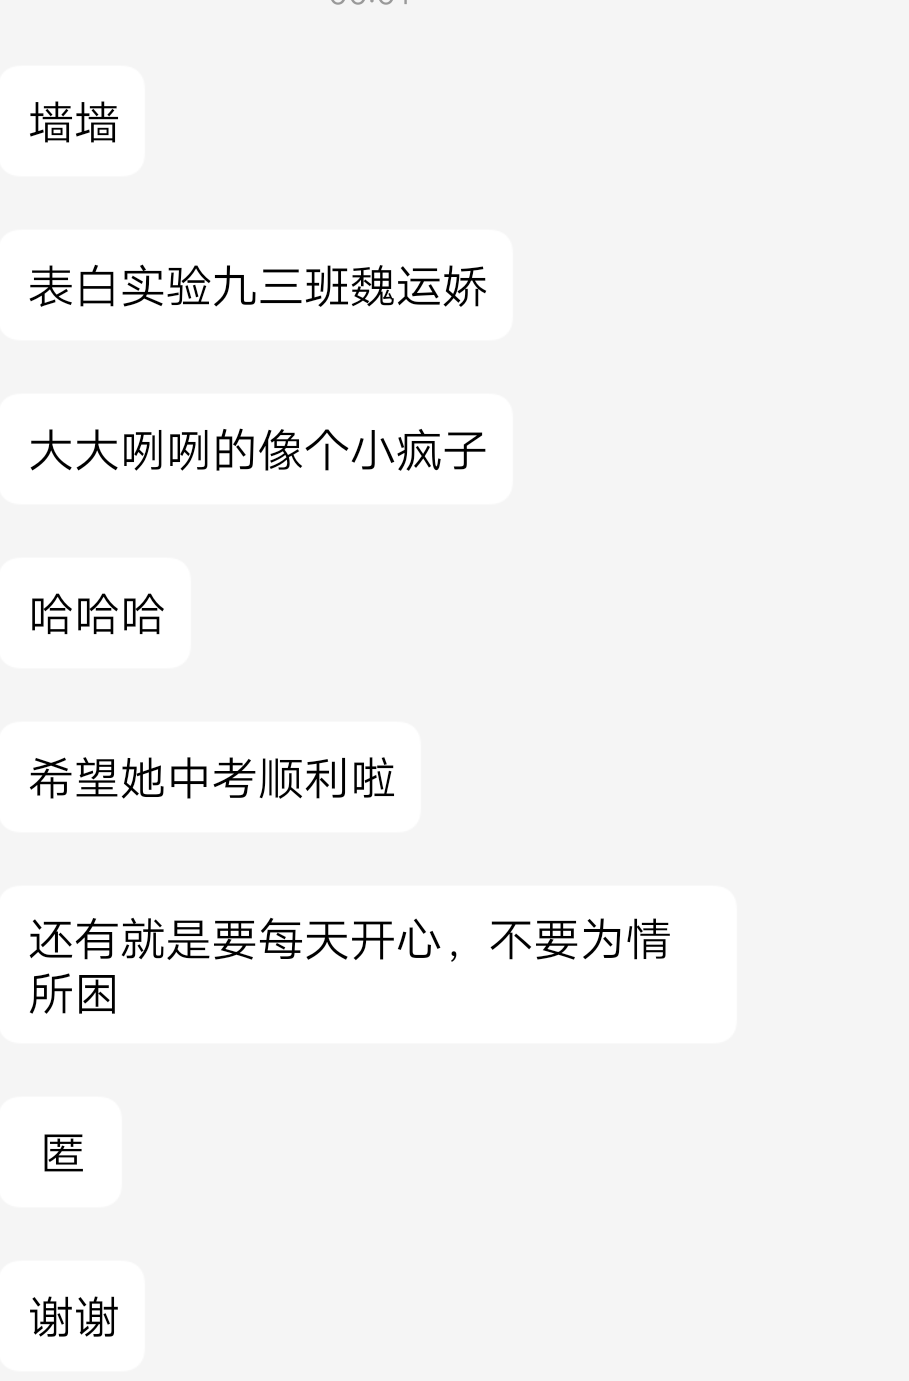 墙墙
表白实验九三班魏运娇
大大咧咧的像个小疯子
哈哈哈
希望她中考顺利啦
还有就是要每天开心，不要为情
所困
匿
谢谢